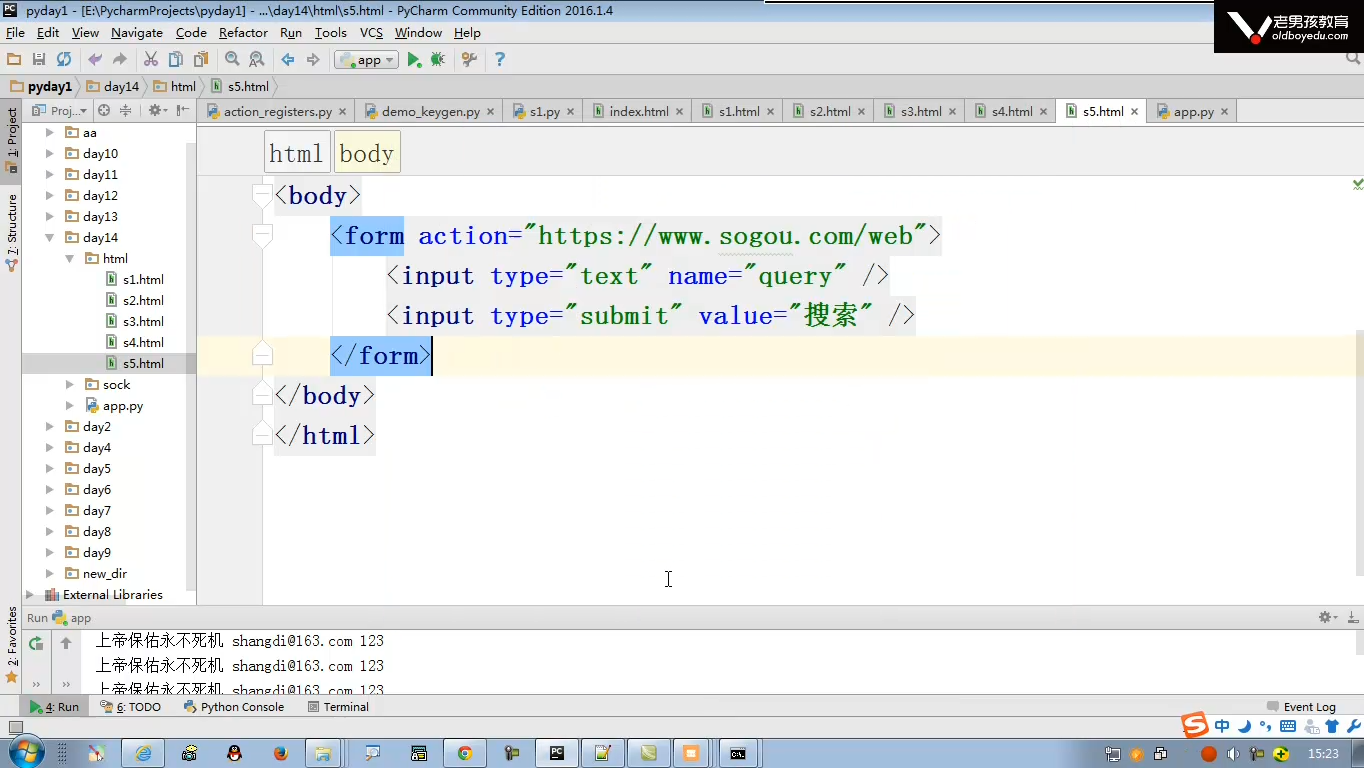 pyday1 - [E:\PycharmProjects\pyday1] - ...\day14\html\s5.html - PyCharm Community Edition 2016.1.4
老男孩教育
oldboyedu.com
File Edit View Navigate Code Refactor Run Tools VCS Window Help
app
pyday1 day14 html s5.html
Proj... action_registers.py demo_keygen.py s1.py index.html s1.html s2.html s3.html s4.html s5.html app.py
1: Project
7: Structure
2: Favorites
aa
day10
day11
day12
day13
day14
html
s1.html
s2.html
s3.html
s4.html
s5.html
sock
app.py
day2
day4
day5
day6
day7
day8
day9
new_dir
External Libraries
html body
<body>
<form action="https://www.sogou.com/web">
<input type="text" name="query" />
<input type="submit" value="搜索" />
</form>
</body>
</html>
Run app
上帝保佑永不死机 shangdi@163.com 123
上帝保佑永不死机 shangdi@163.com 123
上帝保佑永不死机 shangdi@163.com 123
4: Run 6: TODO Python Console Terminal Event Log
中
15:23